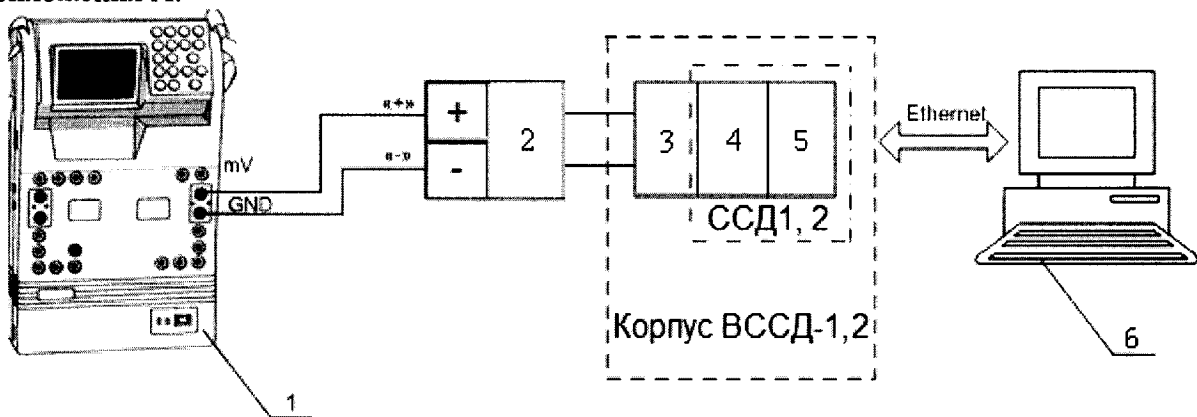 mV
GND
«+»
«-»
+
-
2
3
4
5
ССД1, 2
Корпус ВССД-1,2
Ethernet
1
6